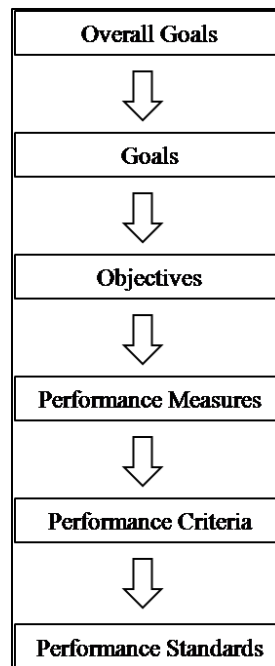 Overall Goals
Goals
Objectives
Performance Measures
Performance Criteria
Performance Standards